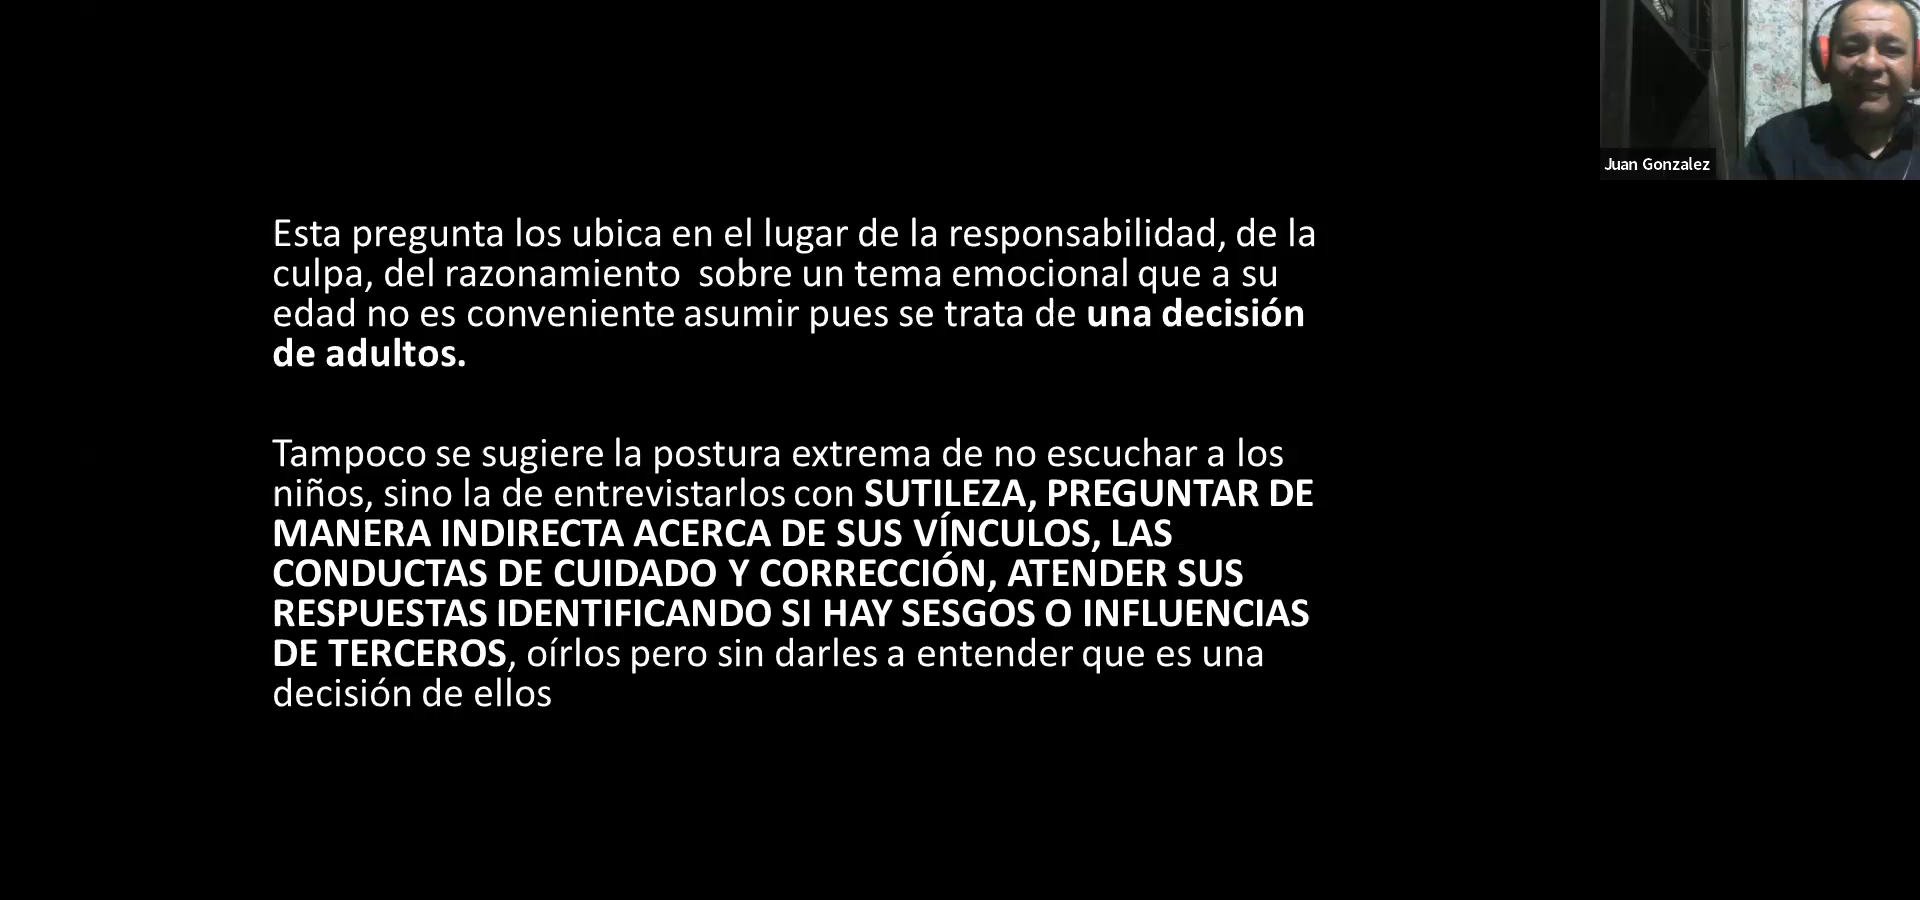 Juan Gonzalez
Esta pregunta los ubica en el lugar de la responsabilidad, de la
culpa, del razonamiento  sobre un tema emocional que a su
edad no es conveniente asumir pues se trata de una decisión
de adultos.
Tampoco se sugiere la postura extrema de no escuchar a los
niños, sino la de entrevistarlos con SUTILEZA, PREGUNTAR DE
MANERA INDIRECTA ACERCA DE SUS VÍNCULOS, LAS
CONDUCTAS DE CUIDADO Y CORRECCIÓN, ATENDER SUS
RESPUESTAS IDENTIFICANDO SI HAY SESGOS O INFLUENCIAS
DE TERCEROS, oírlos pero sin darles a entender que es una
decisión de ellos